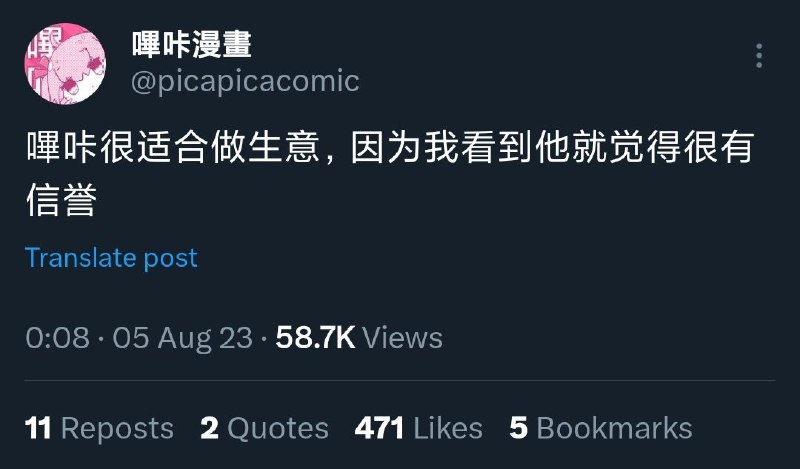 嗶咔漫畫
@picapicacomic
嗶咔很适合做生意，因为我看到他就觉得很有
信誉
Translate post
0:08 · 05 Aug 23 · 58.7K Views
11 Reposts 2 Quotes 471 Likes 5 Bookmarks